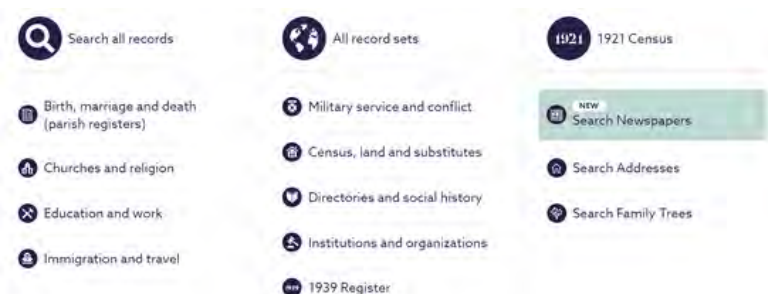 Search all records
Birth, marriage and death
(parish registers)
Churches and religion
Education and work
Immigration and travel
All record sets
Military service and conflict
Census, land and substitutes
Directories and social history
Institutions and organizations
1939
1939 Register
1921
1921 Census
NEW
Search Newspapers
Search Addresses
Search Family Trees